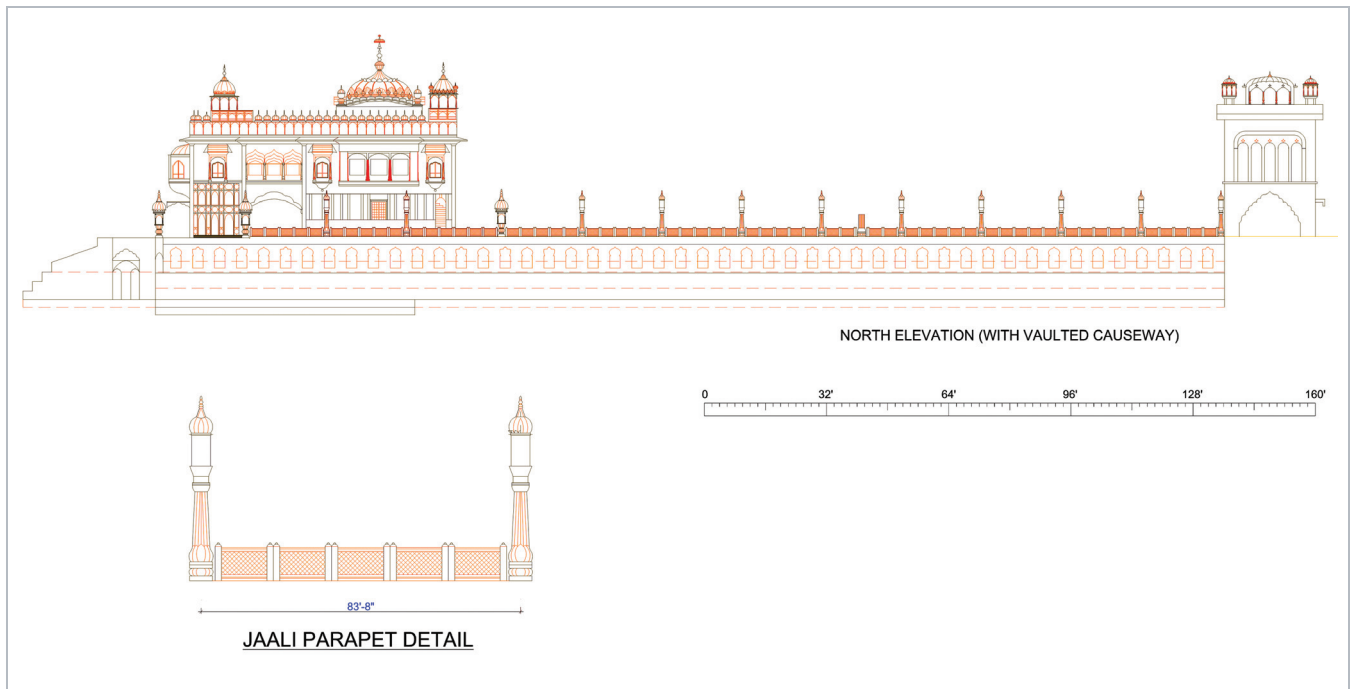 NORTH ELEVATION (WITH VAULTED CAUSEWAY)
0 32' 64' 96' 128' 160'
83'-8"
JAALI PARAPET DETAIL